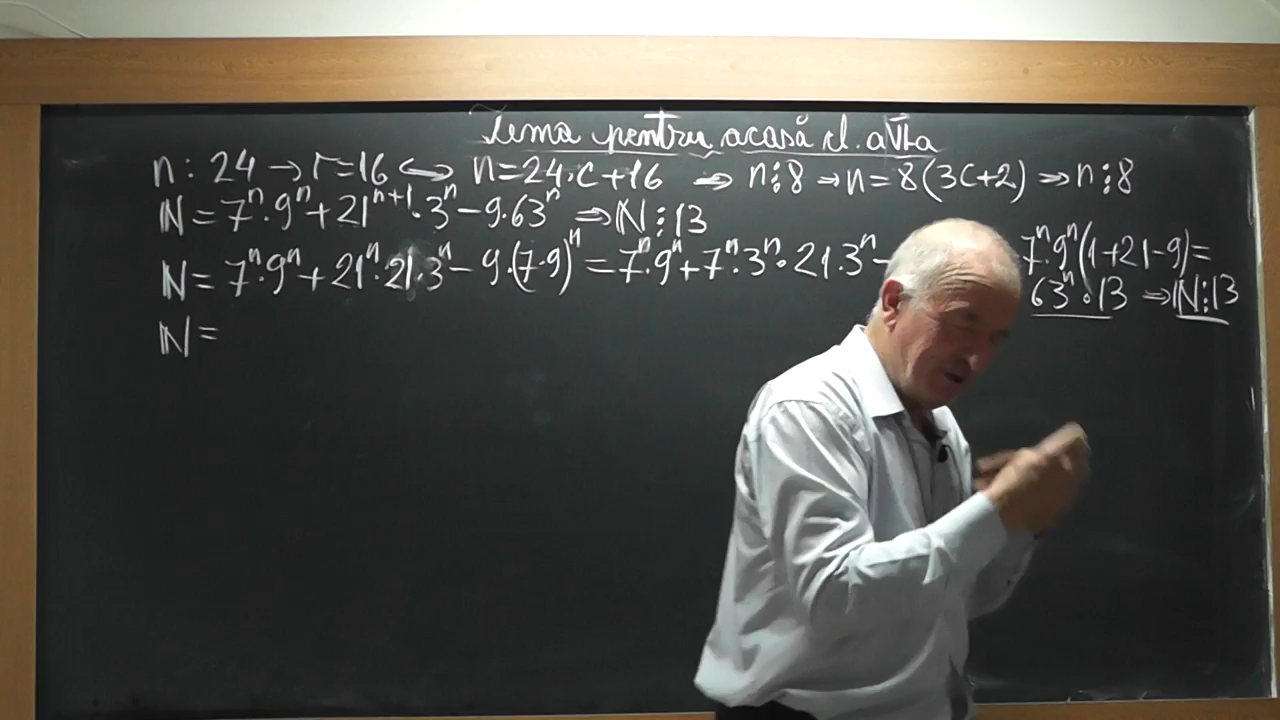 Temă pentru acasă cl. a VI-a
n : 24 → r=16 ⟺ n=24·c+16 ⇒ n⋮8 ⇒ n=8(3c+2) ⇒ n⋮8
N = 7ⁿ·9ⁿ+21ⁿ⁺¹·3ⁿ−9·63ⁿ ⇒ N⋮13
N = 7ⁿ·9ⁿ+21ⁿ·21·3ⁿ−9·(7·9)ⁿ=7ⁿ·9ⁿ+7ⁿ·3ⁿ·21·3ⁿ− 7ⁿ·9ⁿ(1+21−9)=
63ⁿ·13 ⇒ N⋮13
N =